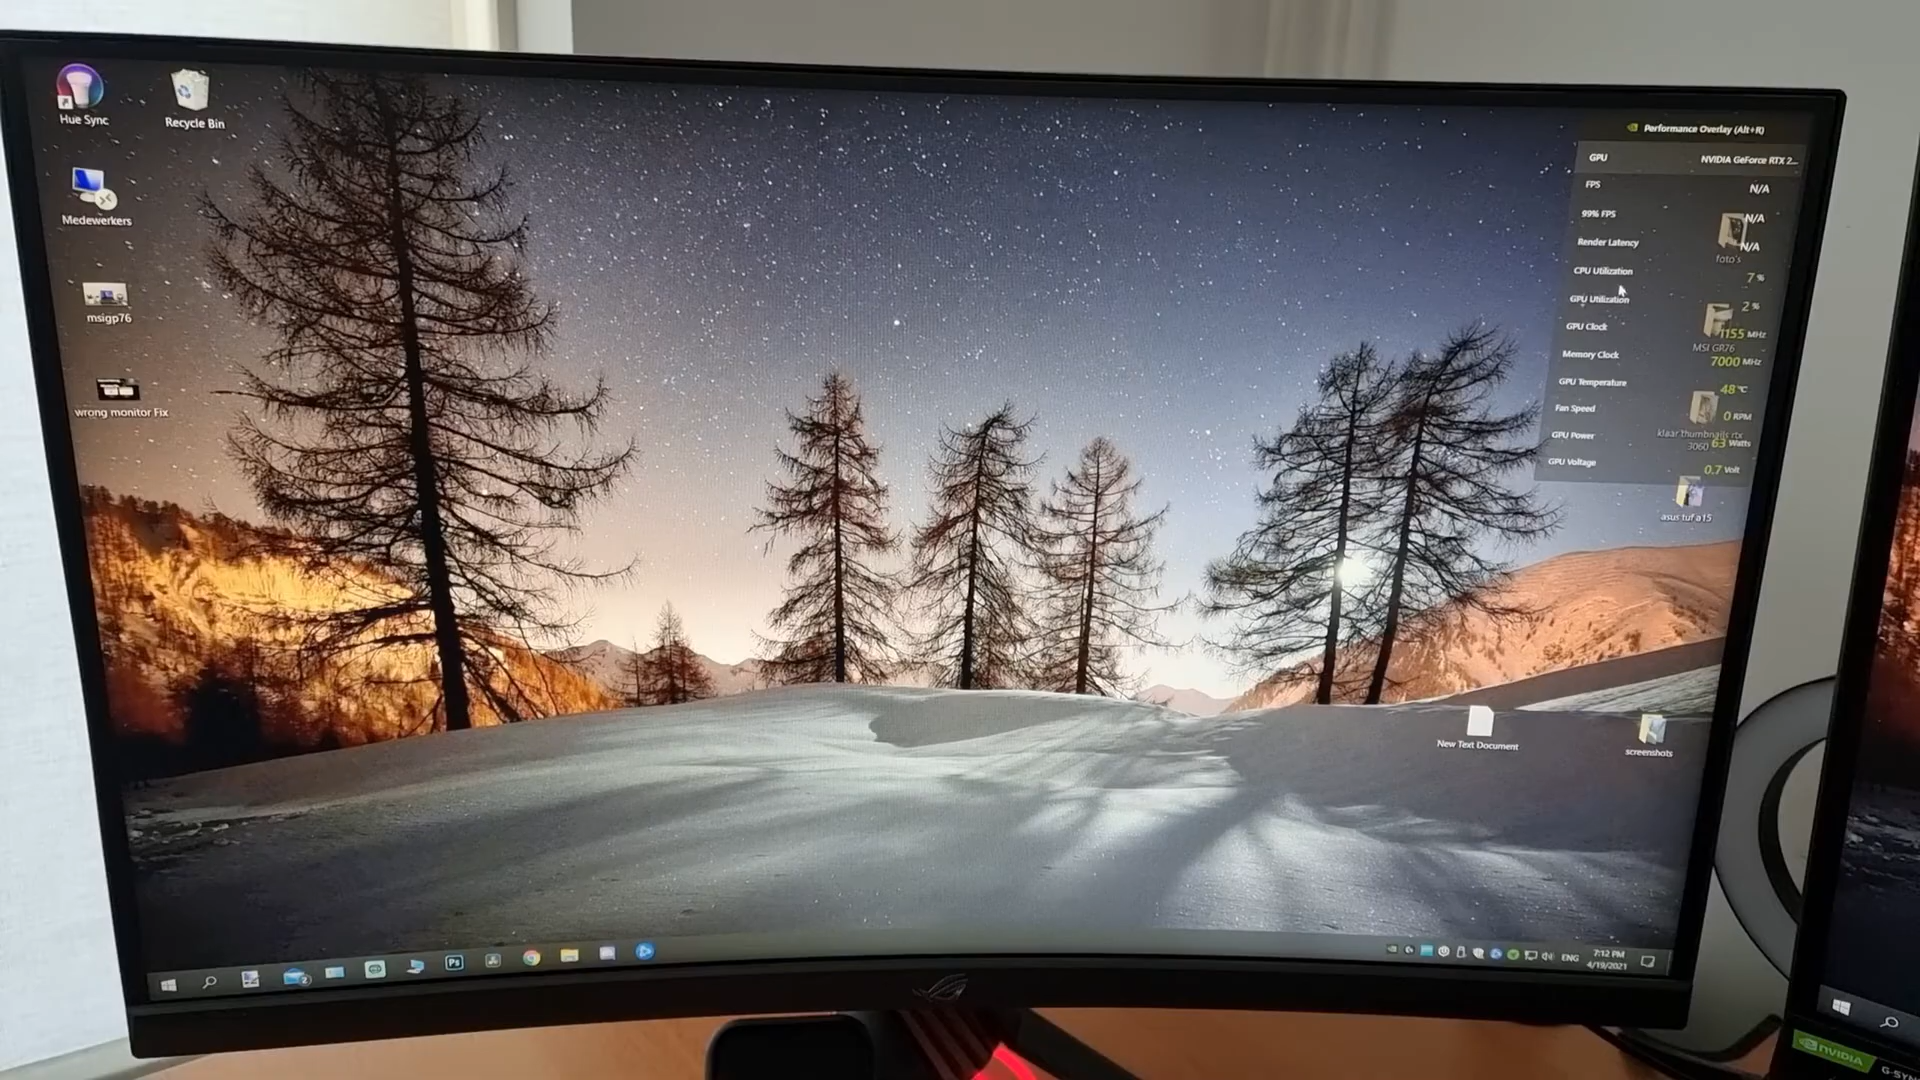 Hue Sync
Recycle Bin
Medewerkers
msigp76
wrong monitor Fix
Performance Overlay (Alt+R)
GPU NVIDIA GeForce RTX 2...
FPS N/A
99% FPS N/A
Render Latency N/A
foto's
CPU Utilization 7 %
GPU Utilization 2 %
GPU Clock 1155 MHz
MSI GP76
Memory Clock 7000 MHz
GPU Temperature 48 °C
Fan Speed 0 RPM
klaar thumbnails rtx
3060
GPU Power 63 Watts
GPU Voltage 0.7 Volt
asus tuf a15
New Text Document
screenshots
2
Ps
ENG
7:12 PM
4/19/2021
NVIDIA
G-SYN